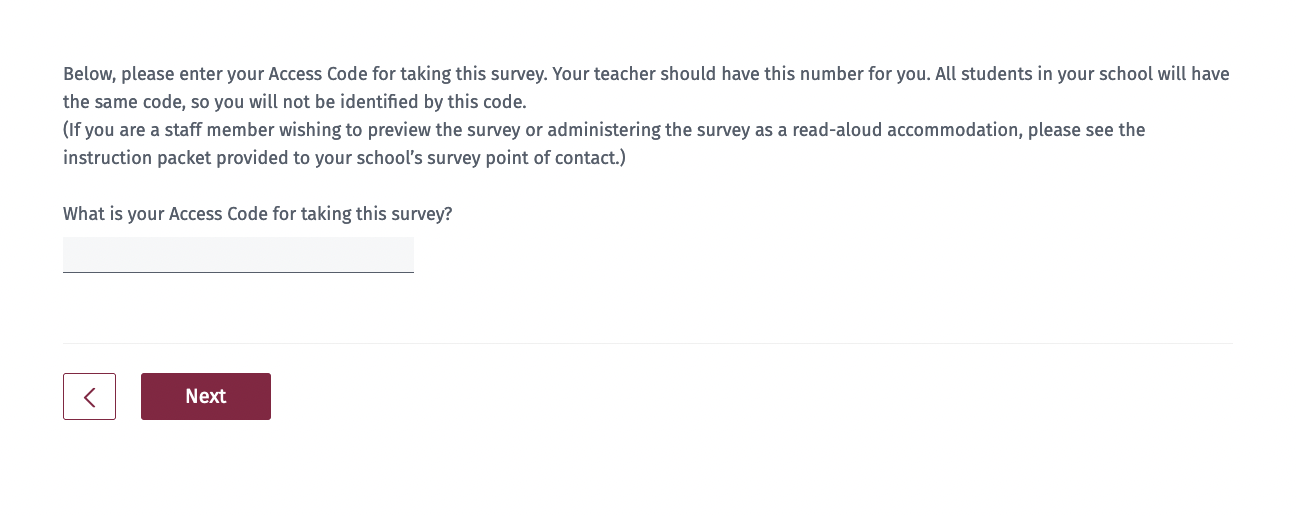 Below, please enter your Access Code for taking this survey. Your teacher should have this number for you. All students in your school will have
the same code, so you will not be identified by this code.
(If you are a staff member wishing to preview the survey or administering the survey as a read-aloud accommodation, please see the
instruction packet provided to your school’s survey point of contact.)
What is your Access Code for taking this survey?
Next